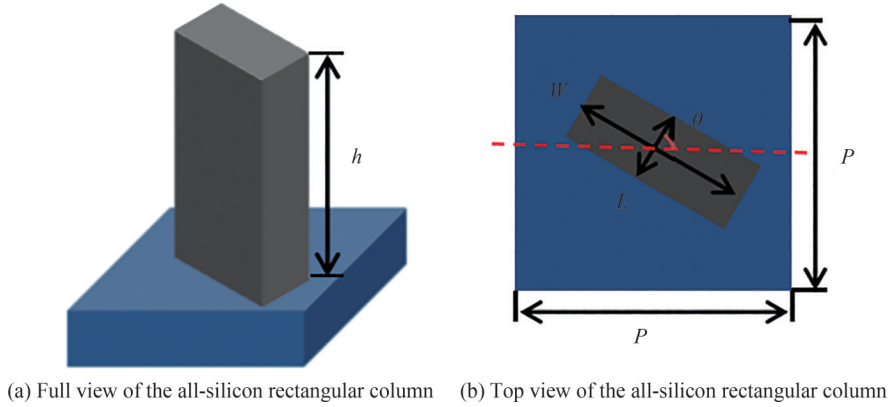 h
W
θ
P
L
P
(a) Full view of the all-silicon rectangular column
(b) Top view of the all-silicon rectangular column